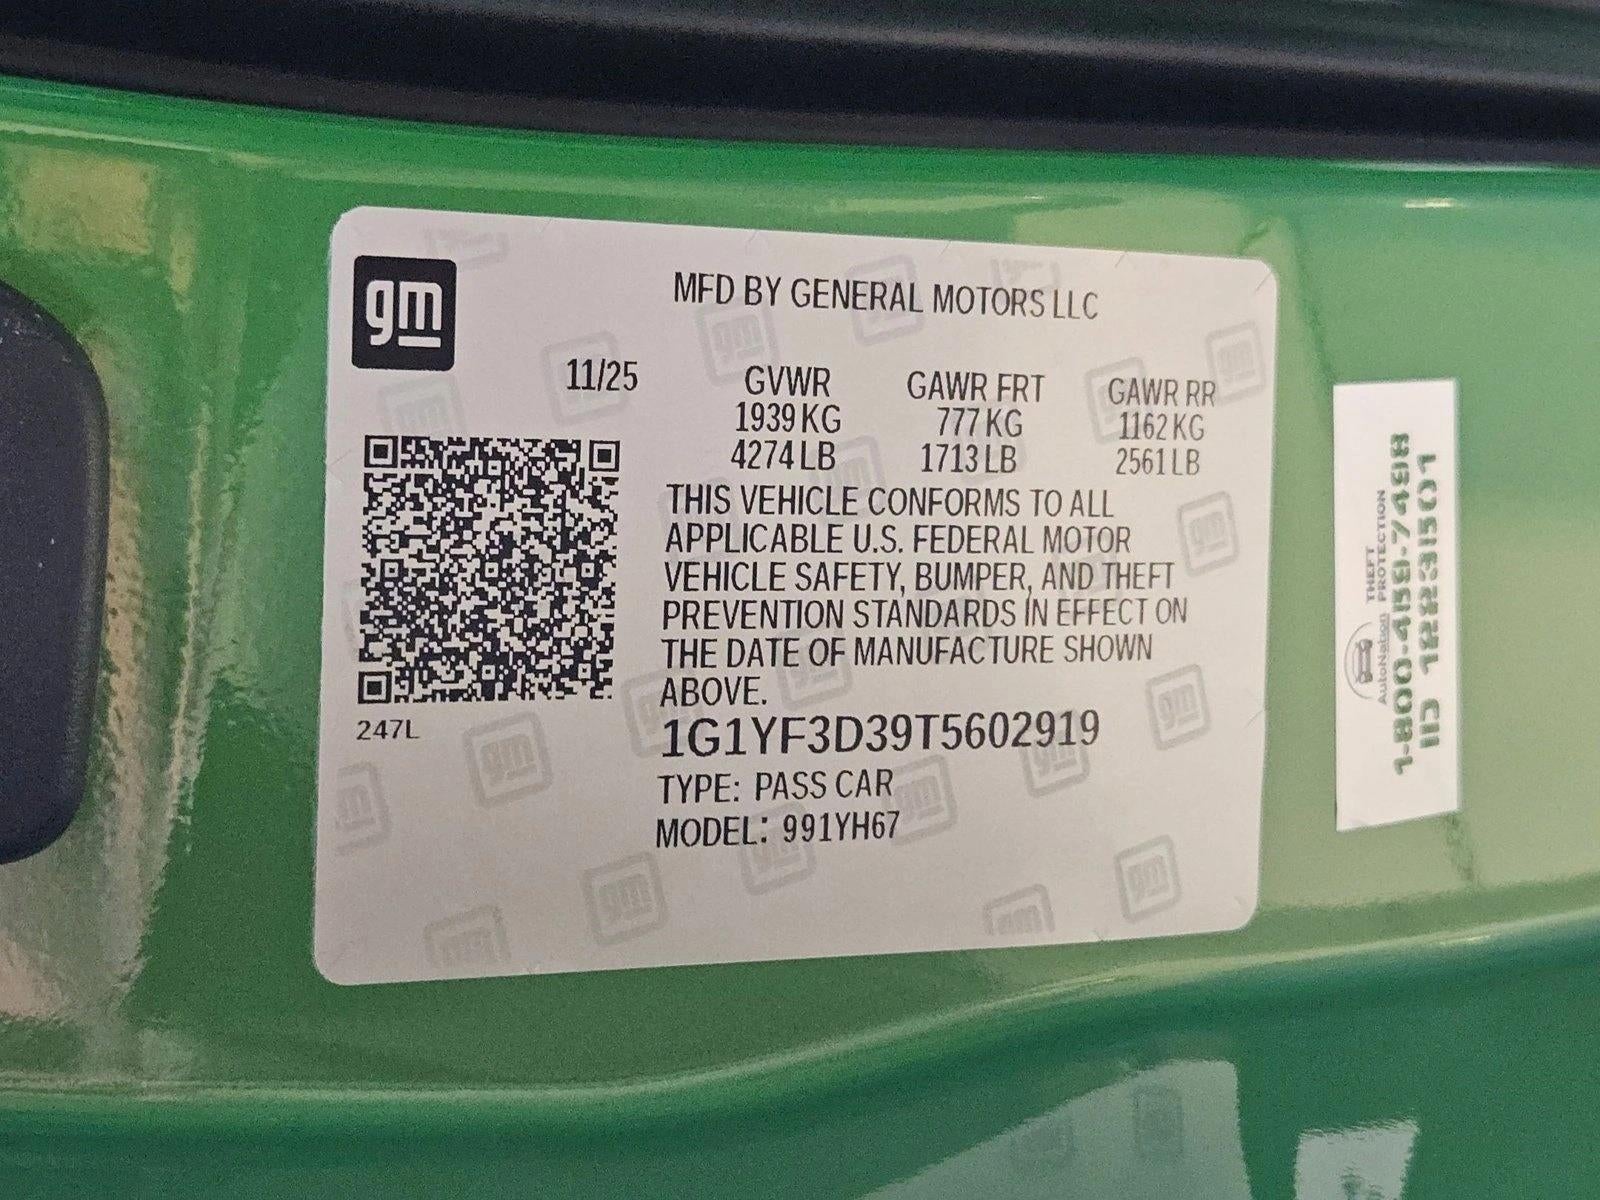 gm
MFD BY GENERAL MOTORS LLC
11/25
GVWR GAWR FRT GAWR RR
1939 KG 777 KG 1162 KG
4274 LB 1713 LB 2561 LB
THIS VEHICLE CONFORMS TO ALL
APPLICABLE U.S. FEDERAL MOTOR
VEHICLE SAFETY, BUMPER, AND THEFT
PREVENTION STANDARDS IN EFFECT ON
THE DATE OF MANUFACTURE SHOWN
ABOVE.
247L
1G1YF3D39T5602919
TYPE: PASS CAR
MODEL: 991YH67
AutoNation
THEFT
PROTECTION
1-800-459-7498